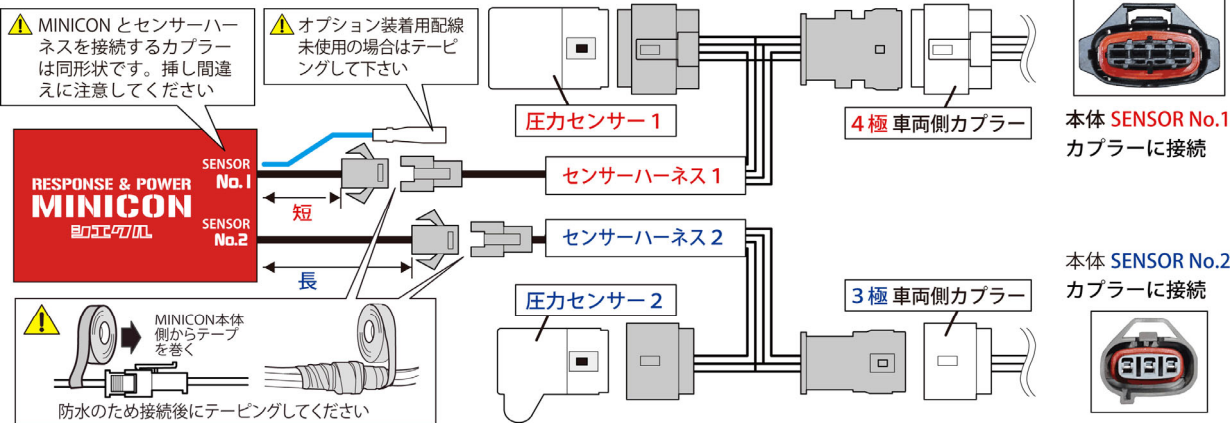 MINICON とセンサーハー
ネスを接続するカプラー
は同形状です。挿し間違
えに注意してください
オプション装着用配線
未使用の場合はテーピ
ングして下さい
圧力センサー 1
4 極 車両側カプラー
本体 SENSOR No.1
カプラーに接続
RESPONSE & POWER
MINICON
シエクル
SENSOR
No.1
SENSOR
No.2
短
長
センサーハーネス 1
センサーハーネス 2
圧力センサー 2
3 極 車両側カプラー
本体 SENSOR No.2
カプラーに接続
MINICON本体
側からテープ
を巻く
防水のため接続後にテーピングしてください